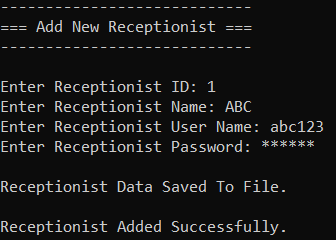 ----------------------------
=== Add New Receptionist ===
----------------------------
Enter Receptionist ID: 1
Enter Receptionist Name: ABC
Enter Receptionist User Name: abc123
Enter Receptionist Password: ******
Receptionist Data Saved To File.
Receptionist Added Successfully.